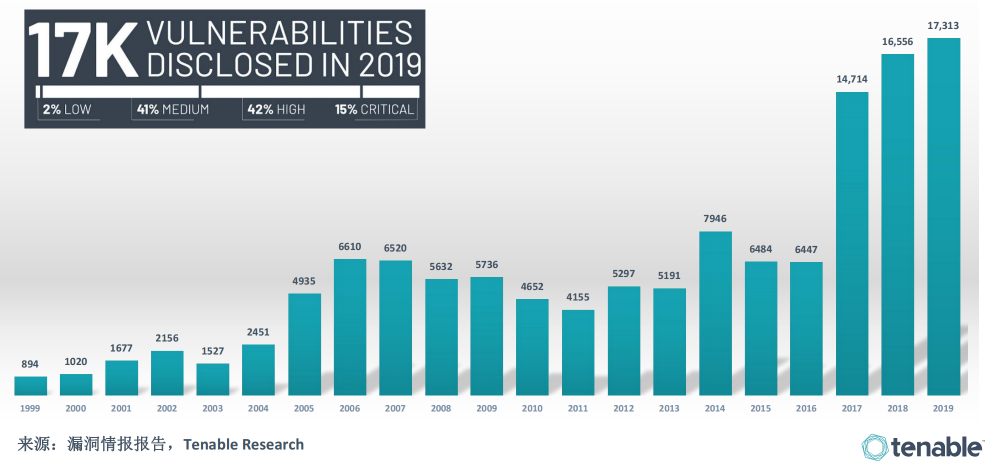 17K VULNERABILITIES
DISCLOSED IN 2019
2% LOW 41% MEDIUM 42% HIGH 15% CRITICAL
894 1020 1677 2156 1527 2451 4935 6610 6520 5632 5736 4652 4155 5297 5191 7946 6484 6447 14,714 16,556 17,313
1999 2000 2001 2002 2003 2004 2005 2006 2007 2008 2009 2010 2011 2012 2013 2014 2015 2016 2017 2018 2019
来源：漏洞情报报告，Tenable Research
tenable